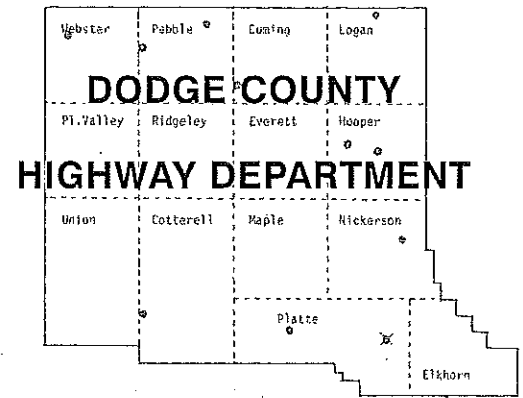 Webster Pebble Cuming Logan
DODGE COUNTY
Pl.Valley Ridgeley Everett Hooper
HIGHWAY DEPARTMENT
Union Cotterell Maple Nickerson
Platte
Elkhorn